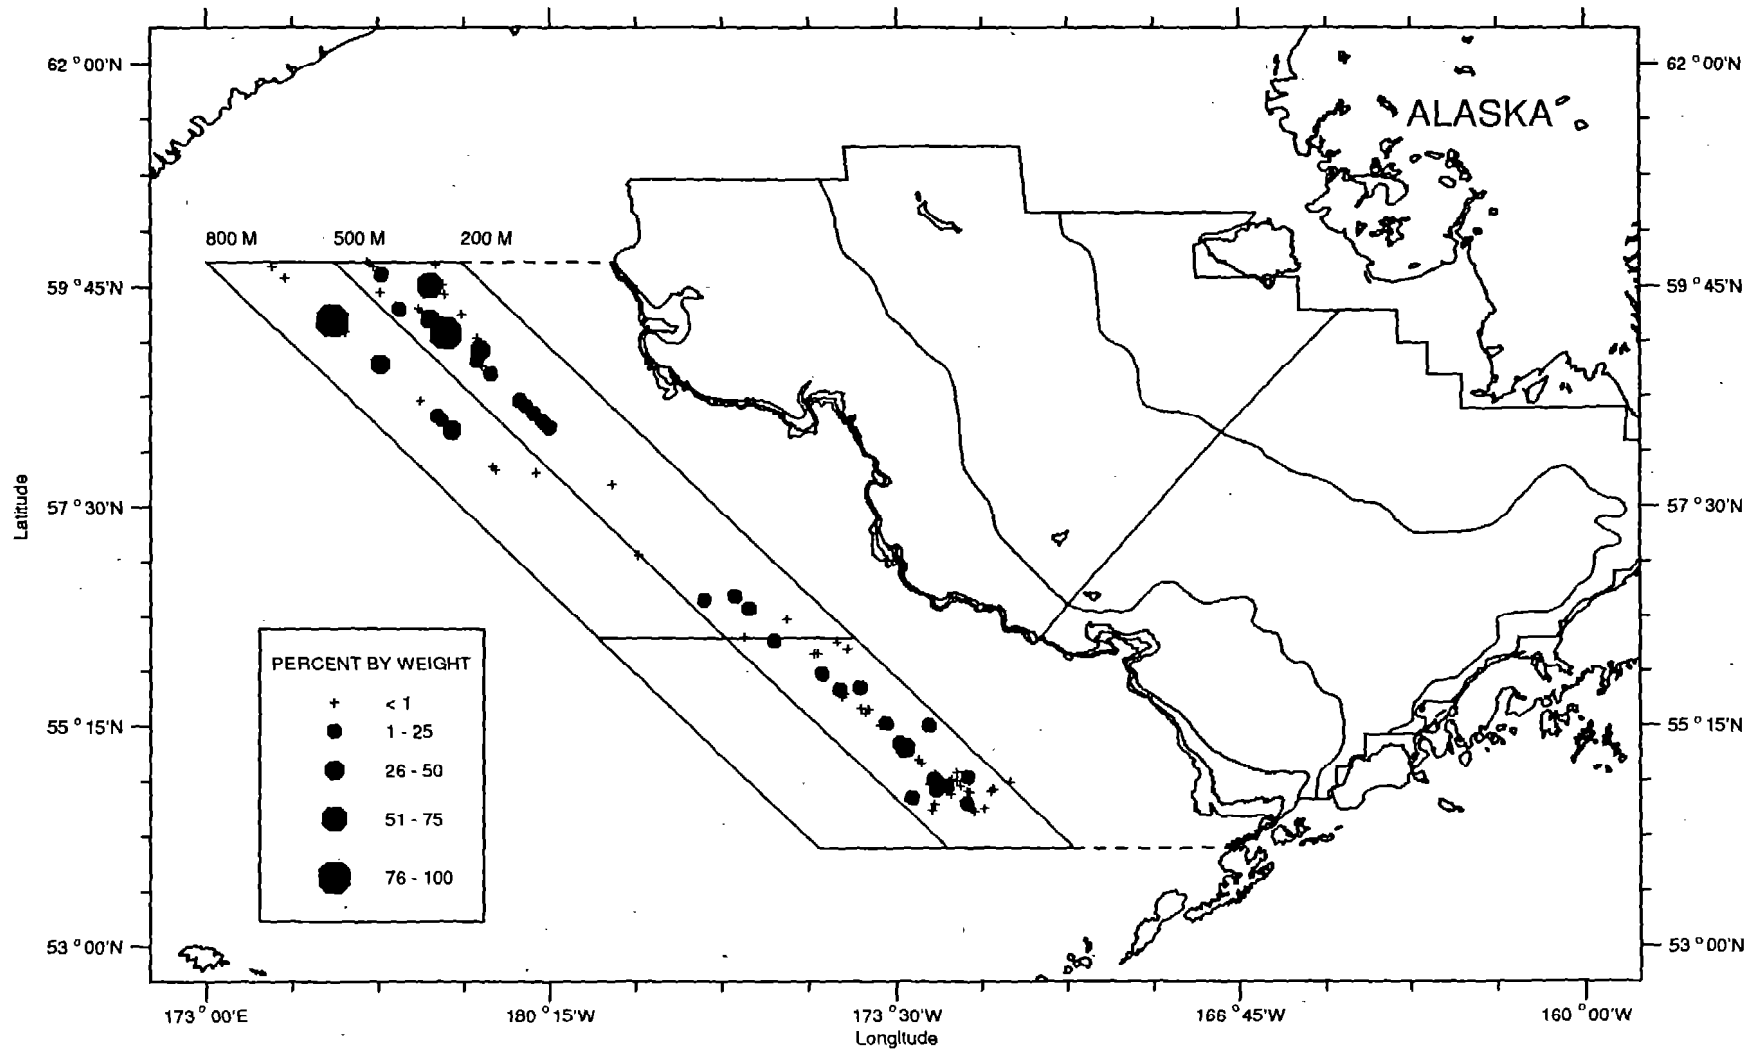 62 °00'N
62 °00'N
ALASKA
800 M
500 M
200 M
59 °45'N
59 °45'N
Latitude
57 °30'N
57 °30'N
PERCENT BY WEIGHT
+ < 1
1 - 25
26 - 50
51 - 75
76 - 100
55 °15'N
55 °15'N
53 °00'N
53 °00'N
173 °00'E
180 °15'W
173 °30'W
166 °45'W
160 °00'W
Longitude